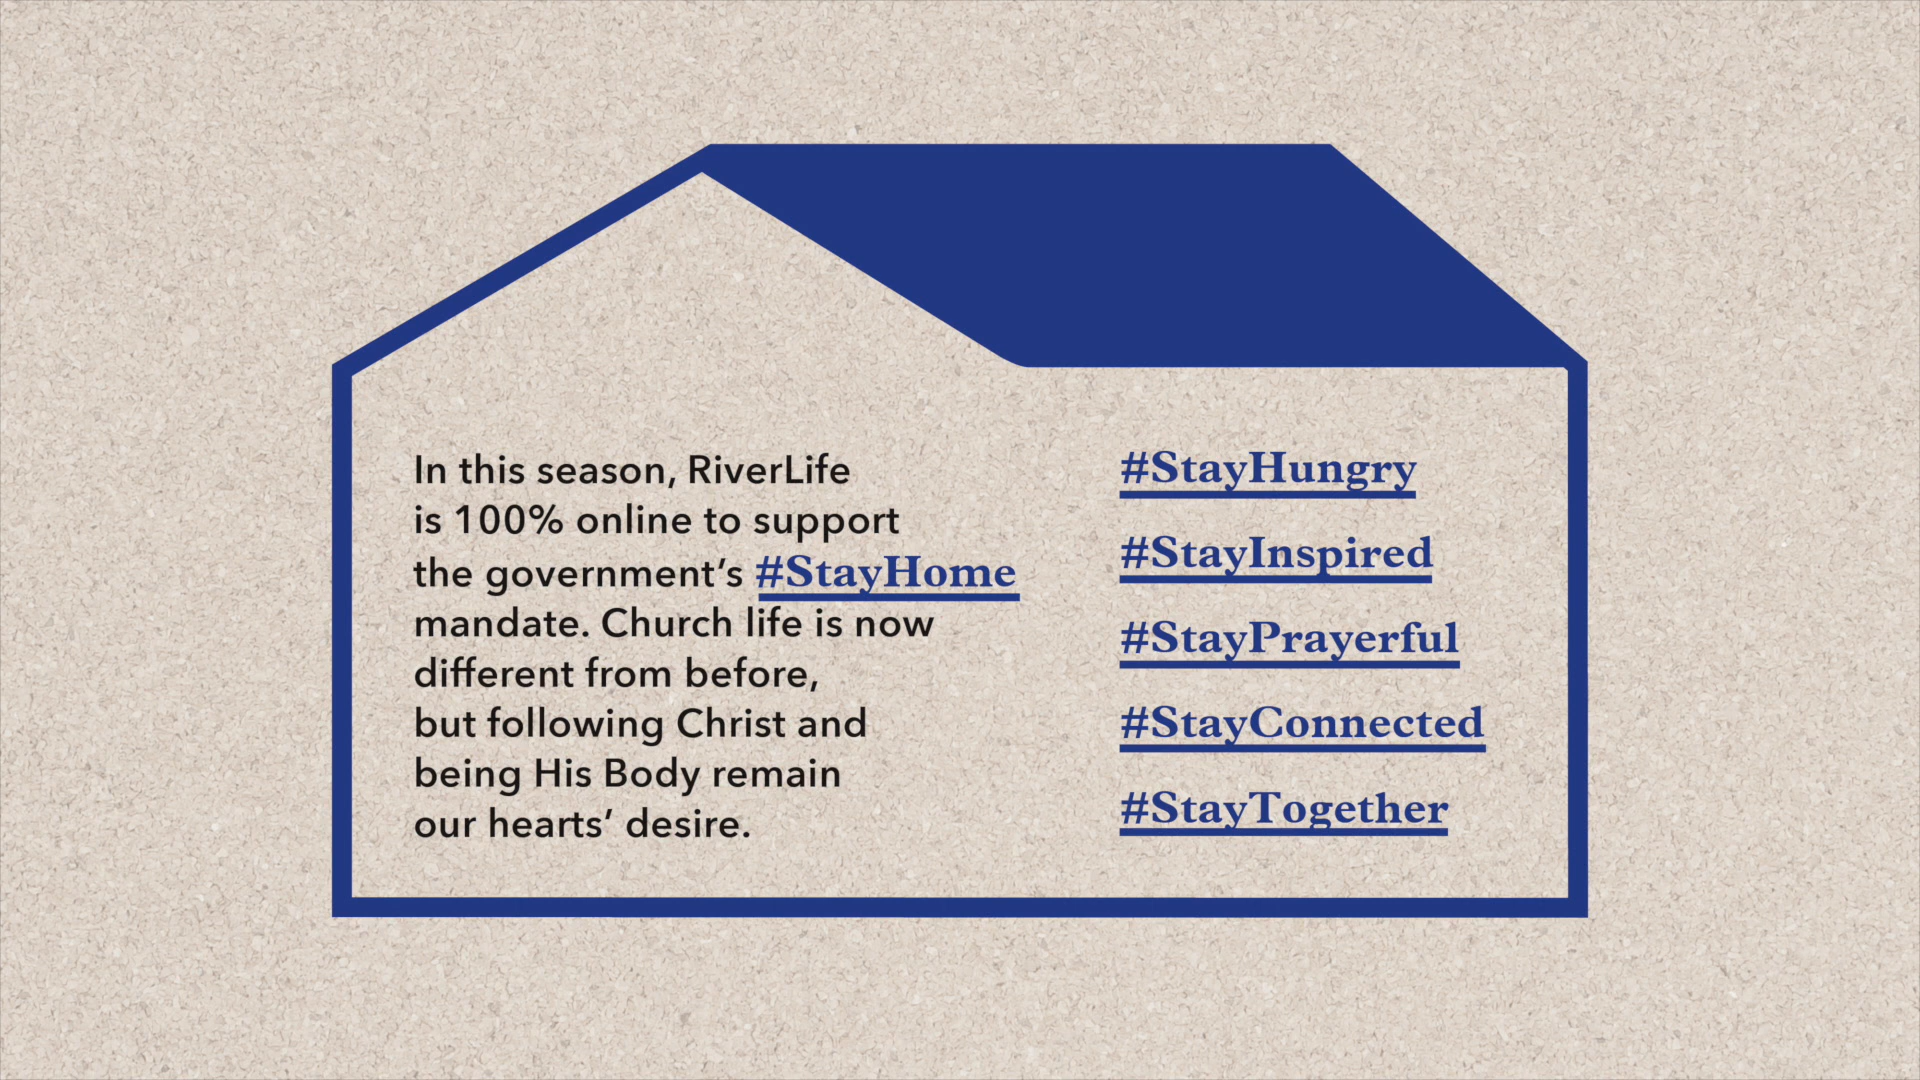 In this season, RiverLife
is 100% online to support
the government’s #StayHome
mandate. Church life is now
different from before,
but following Christ and
being His Body remain
our hearts’ desire.
#StayHungry
#StayInspired
#StayPrayerful
#StayConnected
#StayTogether